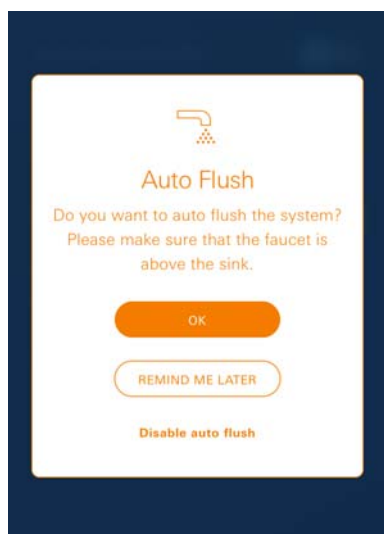 Auto Flush
Do you want to auto flush the system?
Please make sure that the faucet is
above the sink.
OK
REMIND ME LATER
Disable auto flush